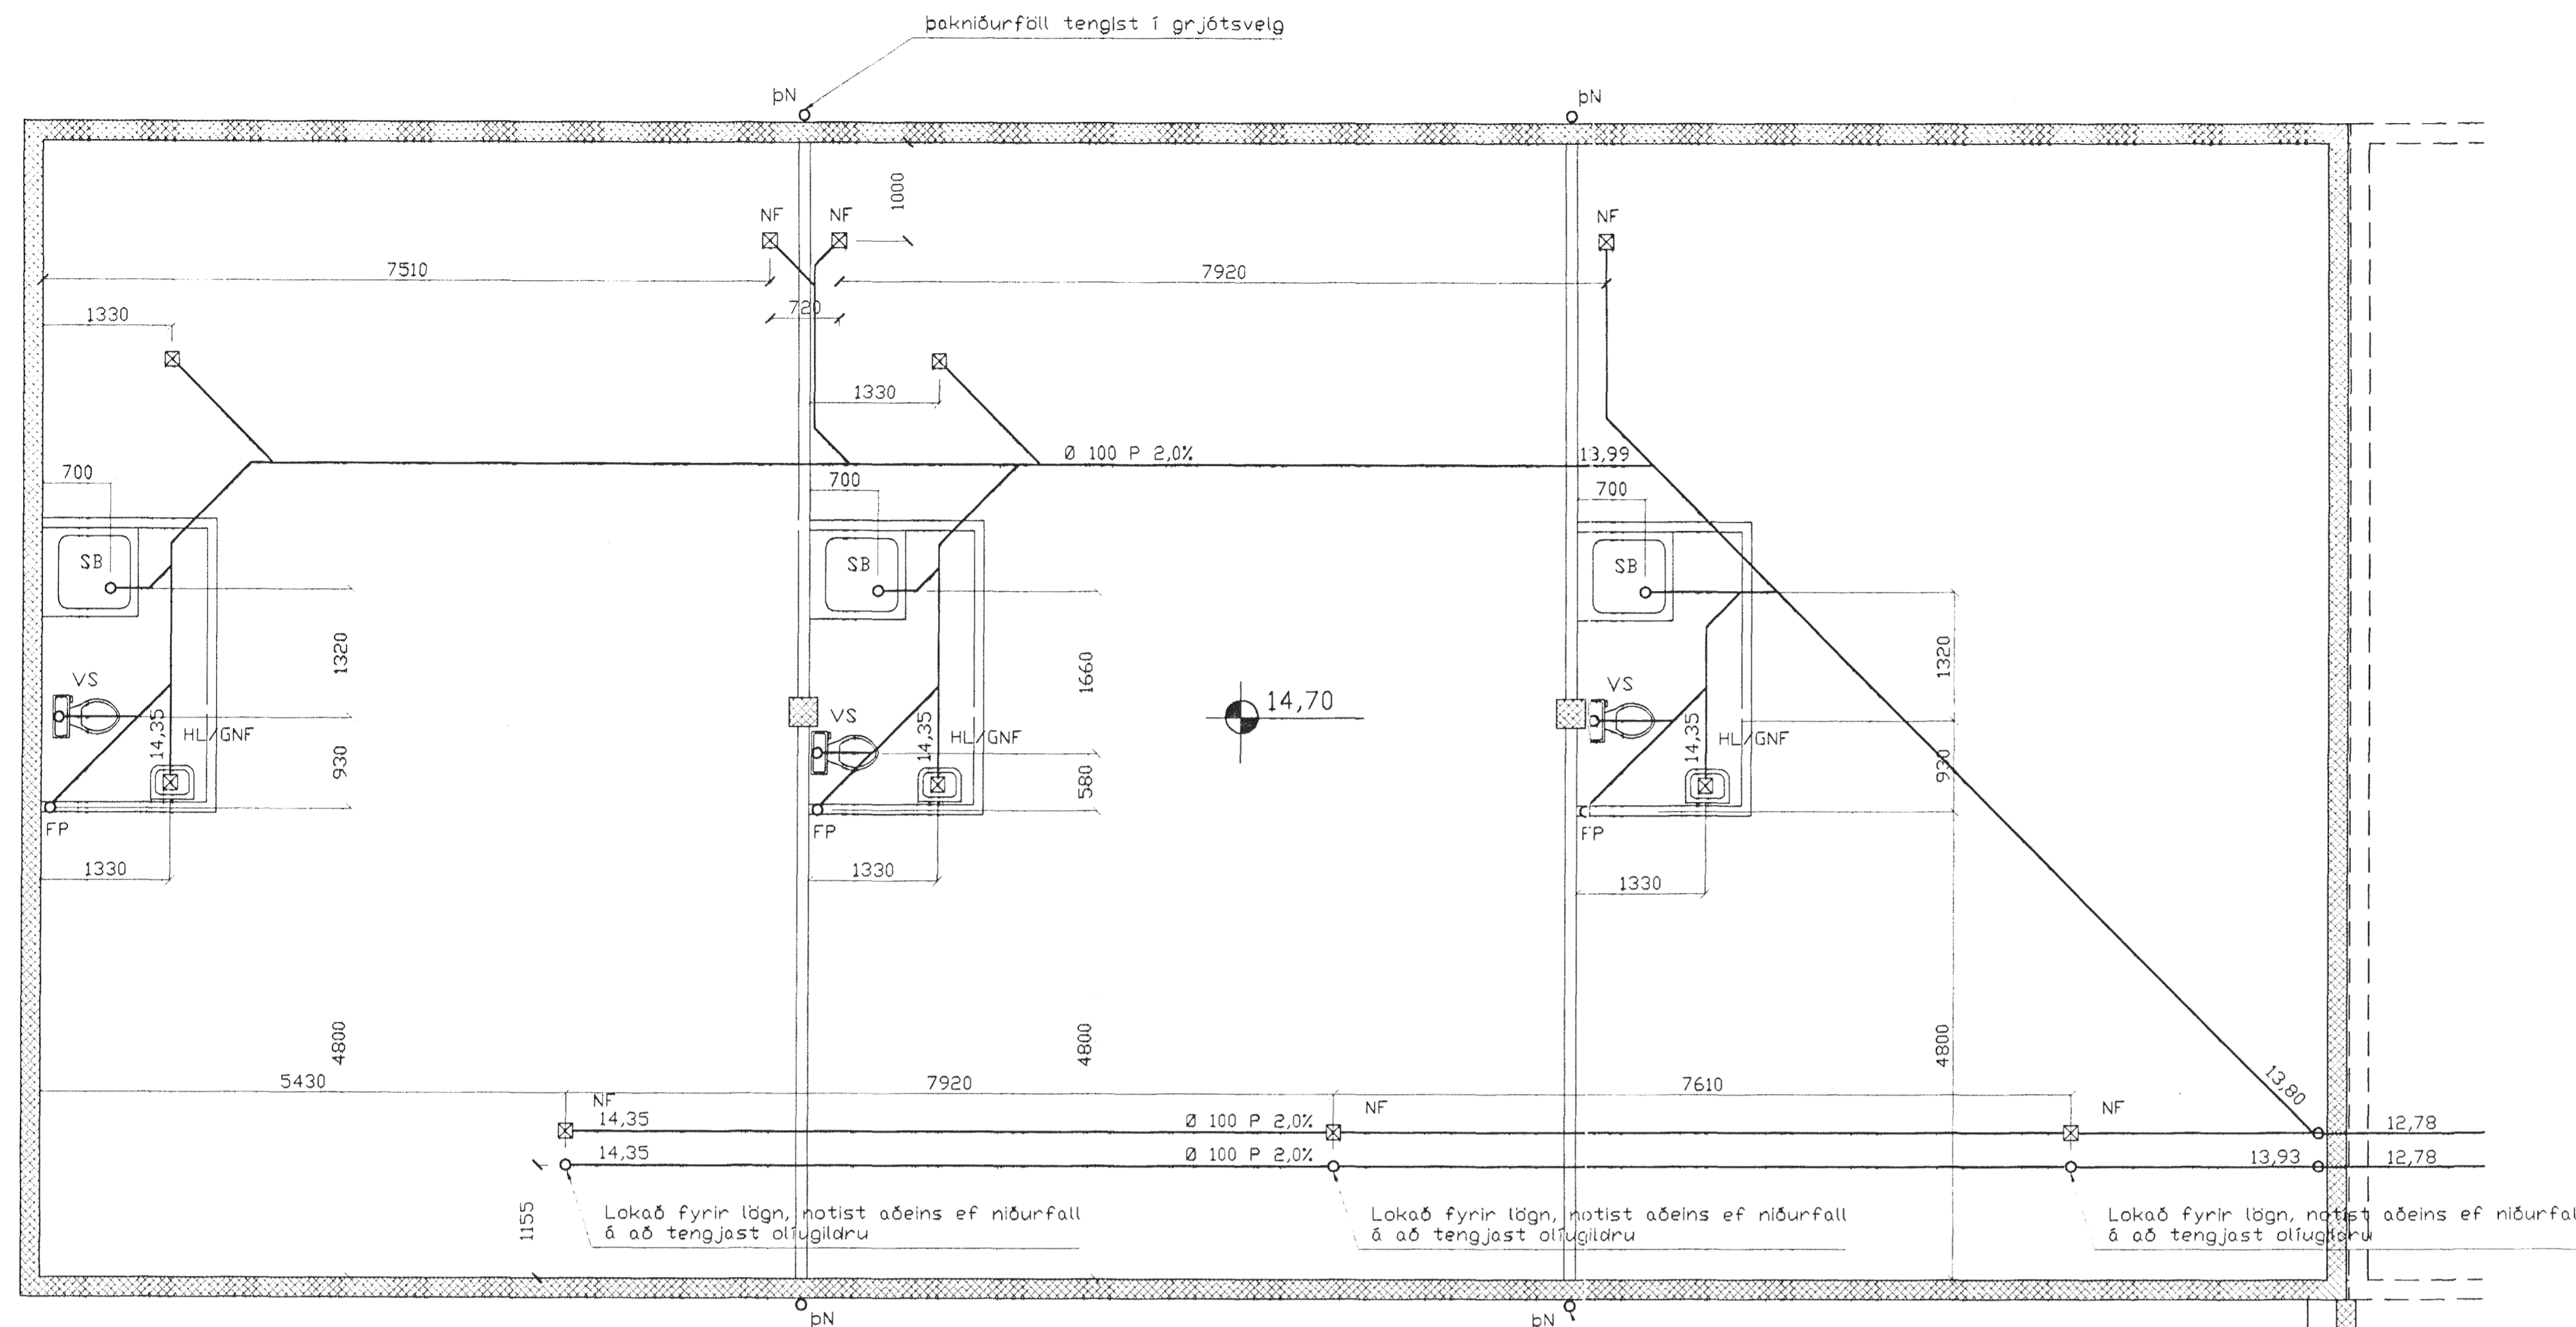 þakniðurföll tengist í grjótsvelg
þN
þN
1000
NF
NF
NF
7510
7920
720
1330
1330
Ø 100 P 2,0%
13,99
700
700
700
SB
SB
SB
1320
1660
1320
VS
VS
VS
14,70
14,35
HL/GNF
14,35
HL/GNF
14,35
HL/GNF
930
580
930
FP
FP
FP
1330
1330
1330
4800
4800
4800
5430
7920
7610
13,80
NF
NF
NF
14,35
Ø 100 P 2,0%
12,78
14,35
Ø 100 P 2,0%
13,93
12,78
1155
Lokað fyrir lögn, notist aðeins ef niðurfall
á að tengjast olíugildru
Lokað fyrir lögn, notist aðeins ef niðurfall
á að tengjast olíugildru
Lokað fyrir lögn, notist aðeins ef niðurfal
á að tengjast olíugildru
þN
þN